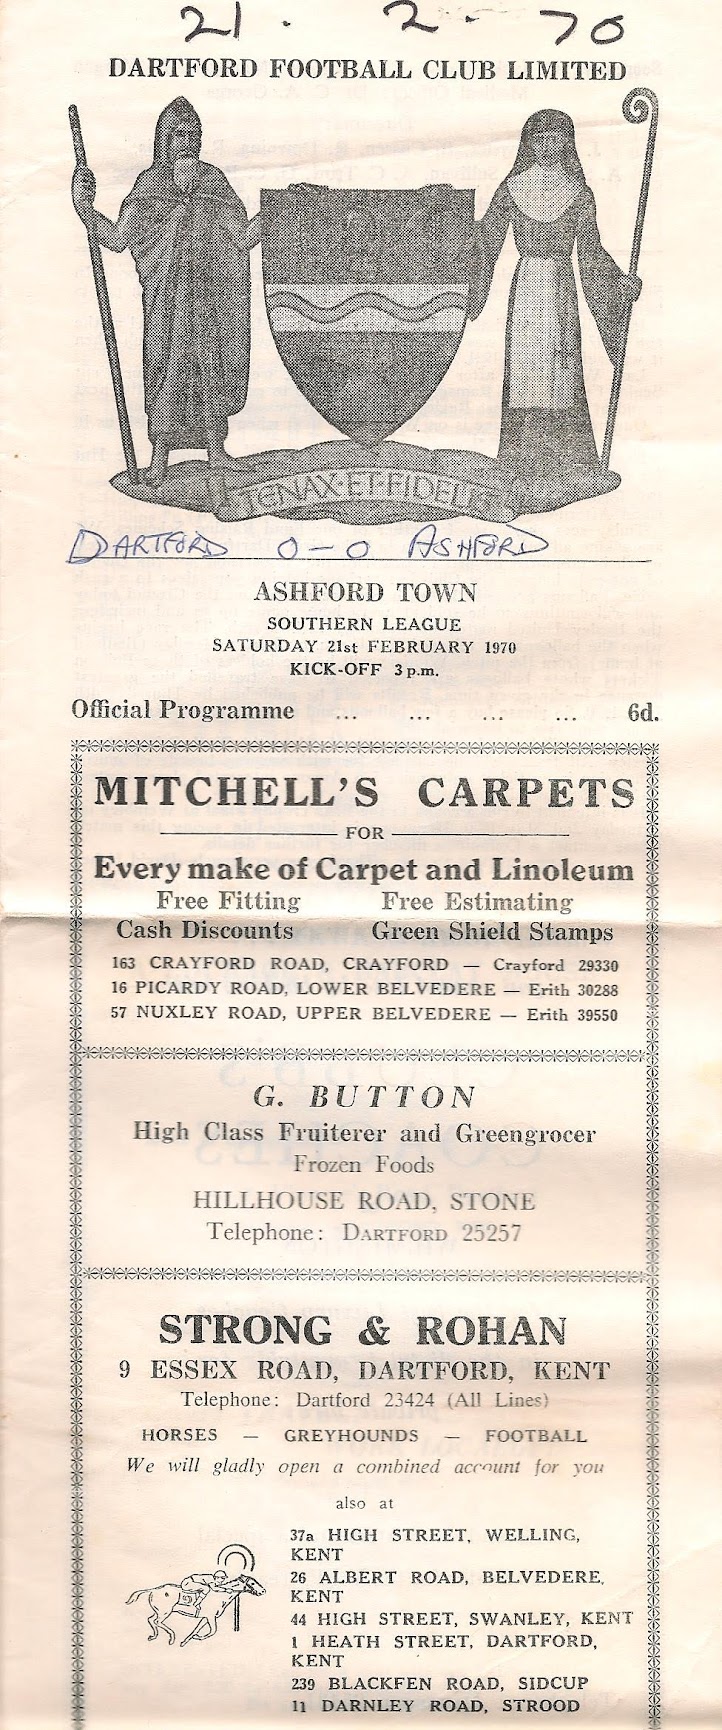 21. 2. 70
DARTFORD FOOTBALL CLUB LIMITED
TENAX·ET·FIDELIS
DARTFORD 0-0 ASHFORD
ASHFORD TOWN
SOUTHERN LEAGUE
SATURDAY 21st FEBRUARY 1970
KICK-OFF 3 p.m.
Official Programme ... ... ... ... 6d.
MITCHELL'S CARPETS
FOR
Every make of Carpet and Linoleum
Free Fitting Free Estimating
Cash Discounts Green Shield Stamps
163 CRAYFORD ROAD, CRAYFORD — Crayford 29330
16 PICARDY ROAD, LOWER BELVEDERE — Erith 30288
57 NUXLEY ROAD, UPPER BELVEDERE — Erith 39550
G. BUTTON
High Class Fruiterer and Greengrocer
Frozen Foods
HILLHOUSE ROAD, STONE
Telephone: DARTFORD 25257
STRONG & ROHAN
9 ESSEX ROAD, DARTFORD, KENT
Telephone: Dartford 23424 (All Lines)
HORSES — GREYHOUNDS — FOOTBALL
We will gladly open a combined account for you
also at
37a HIGH STREET, WELLING,
KENT
26 ALBERT ROAD, BELVEDERE,
KENT
44 HIGH STREET, SWANLEY, KENT
1 HEATH STREET, DARTFORD,
KENT
239 BLACKFEN ROAD, SIDCUP
11 DARNLEY ROAD, STROOD